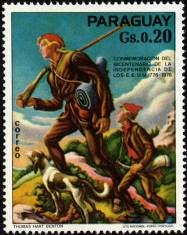 PARAGUAY
Gs.0.20
CONMEMORACION DEL
BICENTENARIO DE LA
INDEPENDENCIA DE
LOS E.E.U.U. 1776-1976
correo
THOMAS HART BENTON